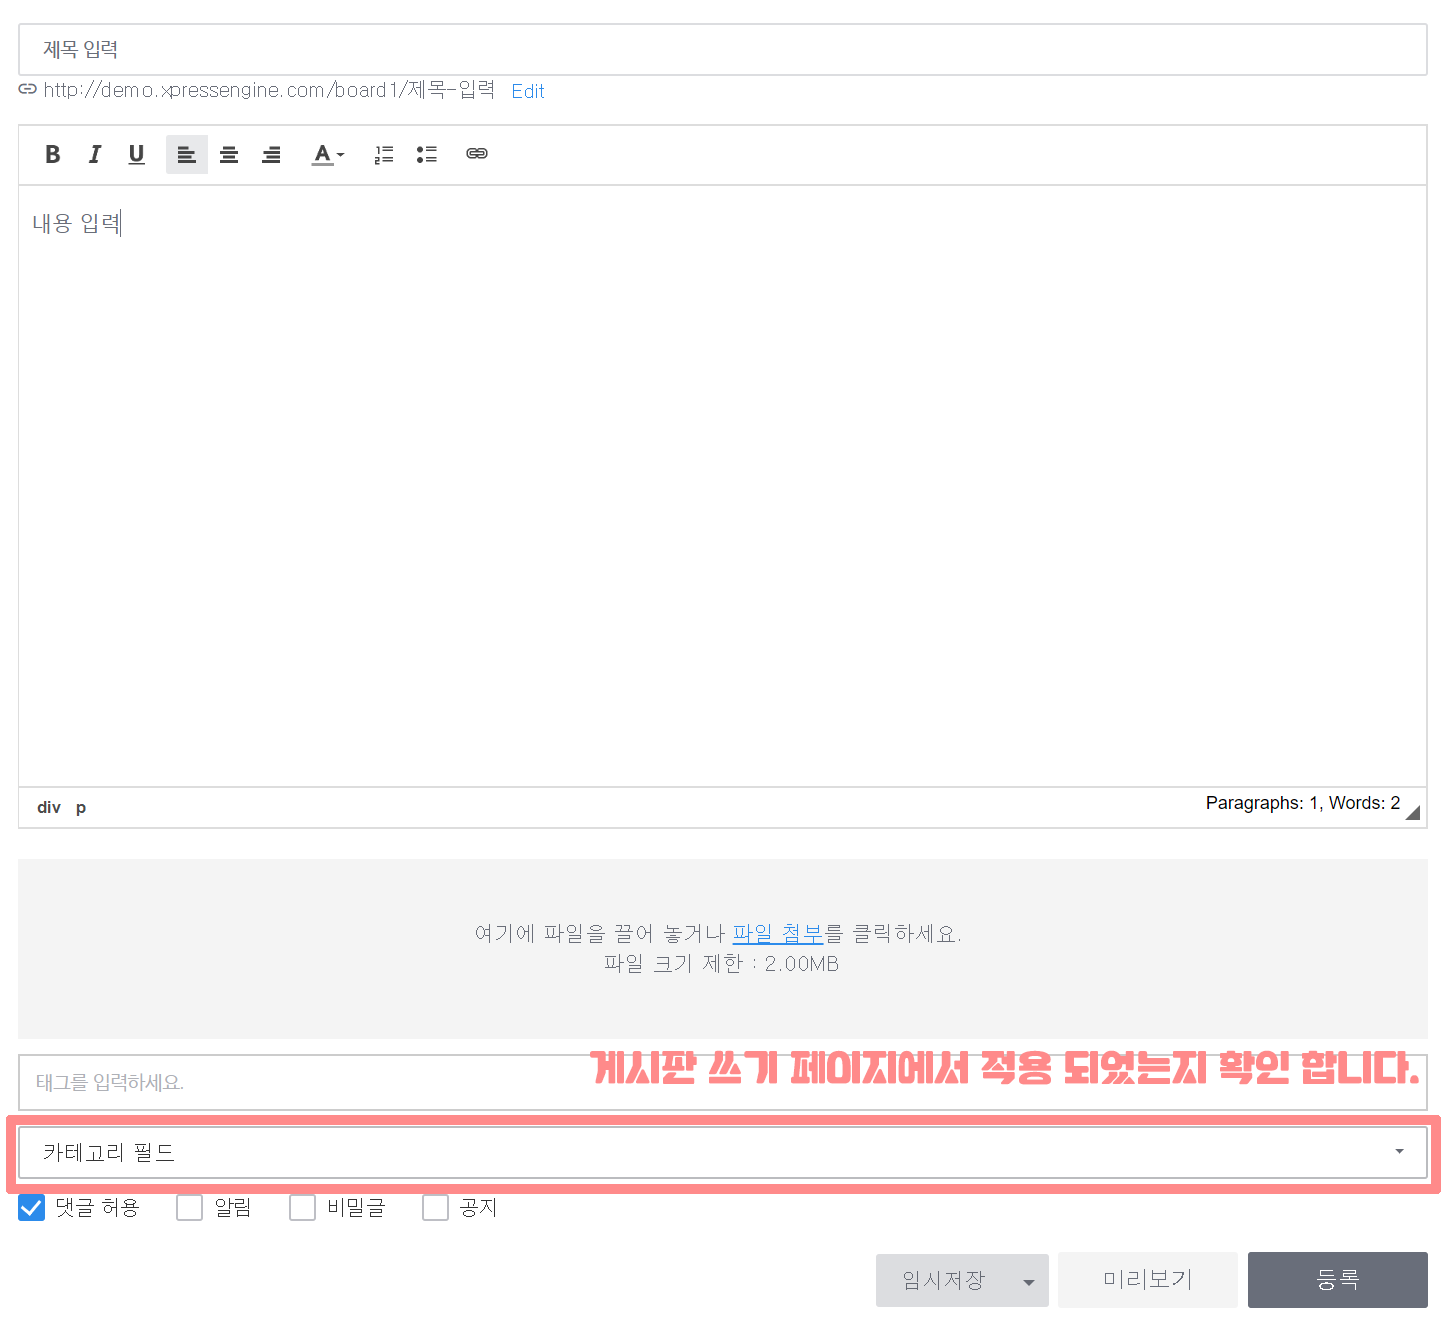 제목 입력
http://demo.xpressengine.com/board1/제목-입력 Edit
B I U A
내용 입력
div p
Paragraphs: 1, Words: 2
여기에 파일을 끌어 놓거나 파일 첨부를 클릭하세요.
파일 크기 제한 : 2.00MB
게시판 쓰기 페이지에서 적용 되었는지 확인 합니다.
태그를 입력하세요.
카테고리 필드
댓글 허용 알림 비밀글 공지
임시저장 미리보기 등록